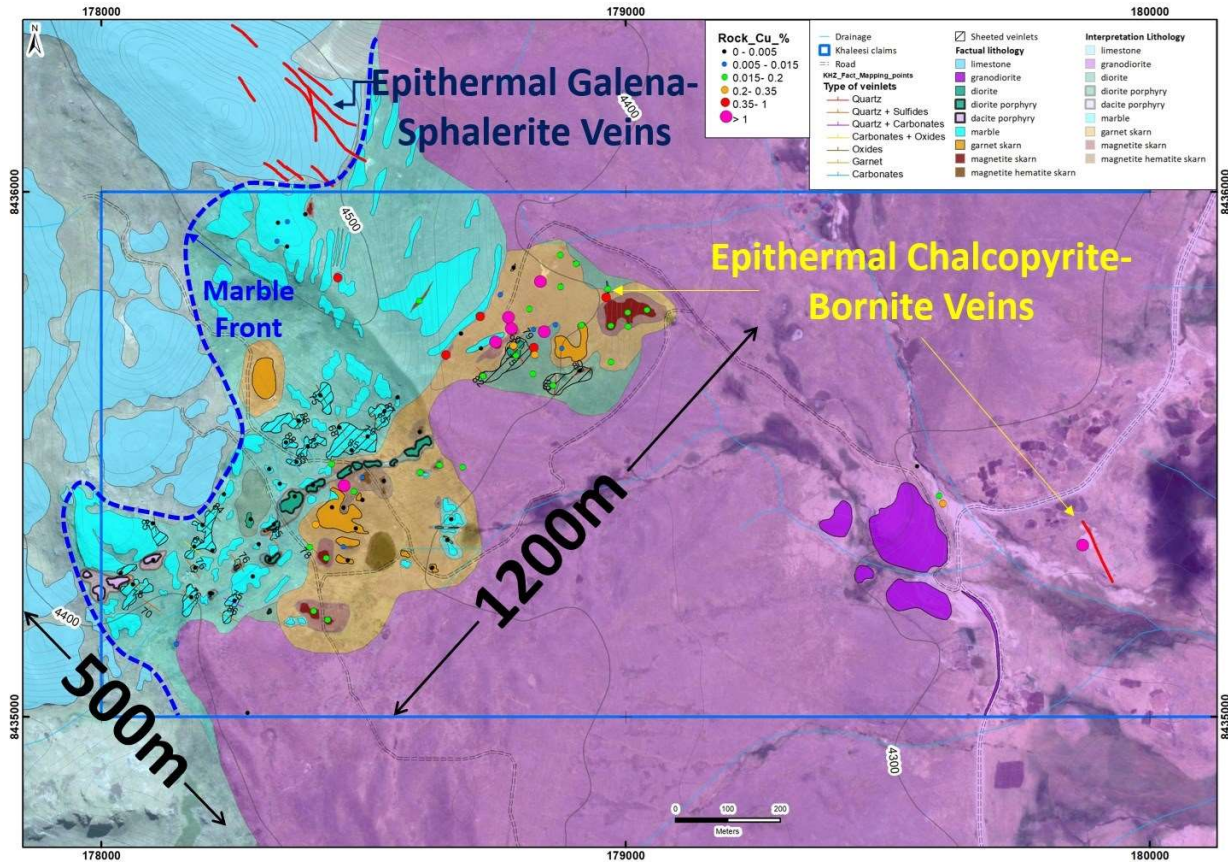 178000
179000
180000
N
Rock_Cu_%
0 - 0.005
0.005 - 0.015
0.015- 0.2
0.2- 0.35
0.35- 1
> 1
Drainage
Khaleesi claims
Road
KHZ_Fact_Mapping_points
Type of veinlets
Quartz
Quartz + Sulfides
Quartz + Carbonates
Carbonates + Oxides
Oxides
Garnet
Carbonates
Sheeted veinlets
Factual lithology
limestone
granodiorite
diorite
diorite porphyry
dacite porphyry
marble
garnet skarn
magnetite skarn
magnetite hematite skarn
Interpretation Lithology
limestone
granodiorite
diorite
dacite porphyry
marble
garnet skarn
magnetite skarn
magnetite hematite skarn
Epithermal Galena-
Sphalerite Veins
4400
8436000
8436000
4500
Epithermal Chalcopyrite-
Bornite Veins
Marble
Front
1200m
4400
500m
8435000
8435000
4300
0 100 200
Meters
178000
179000
180000